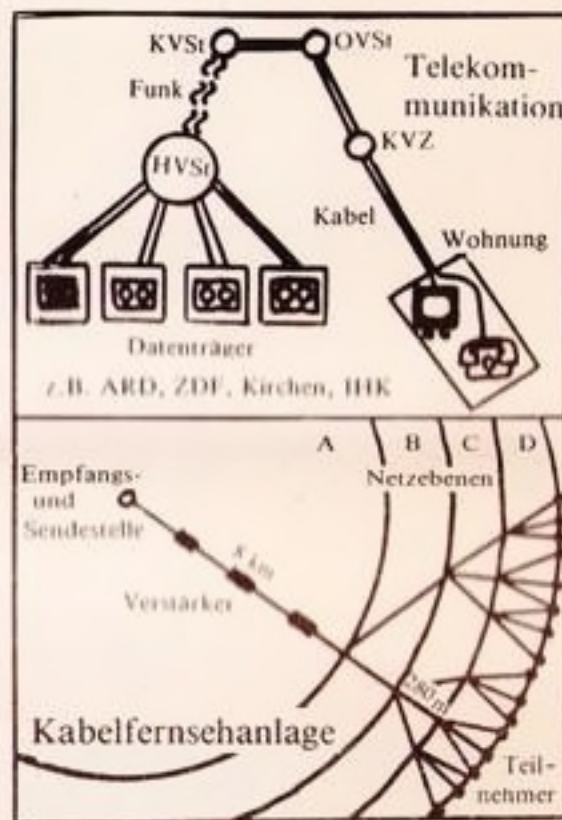 KVSt
OVSt
Telekom-
munikation
Funk
KVZ
HVSt
Kabel
Wohnung
Datenträger
z.B. ARD, ZDF, Kirchen, IHK
A B C D
Netzebenen
Empfangs-
und
Sendestelle
8 km
Verstärker
280m
Kabelfernsehanlage
Teil-
nehmer